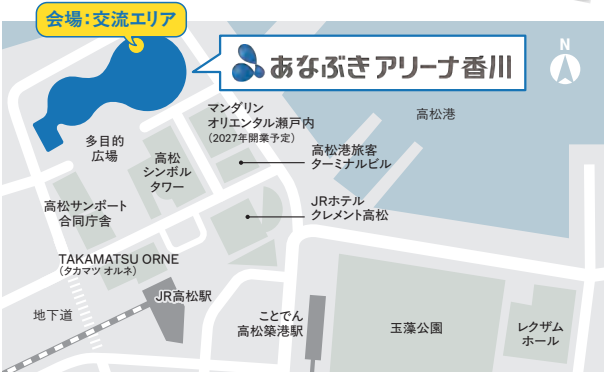 会場：交流エリア
あなぶきアリーナ香川
N
高松港
マンダリン
オリエンタル瀬戸内
（2027年開業予定）
多目的
広場
高松
シンボル
タワー
高松港旅客
ターミナルビル
JRホテル
クレメント高松
高松サンポート
合同庁舎
TAKAMATSU ORNE
（タカマツ オルネ）
JR高松駅
地下道
ことでん
高松築港駅
玉藻公園
レクザム
ホール